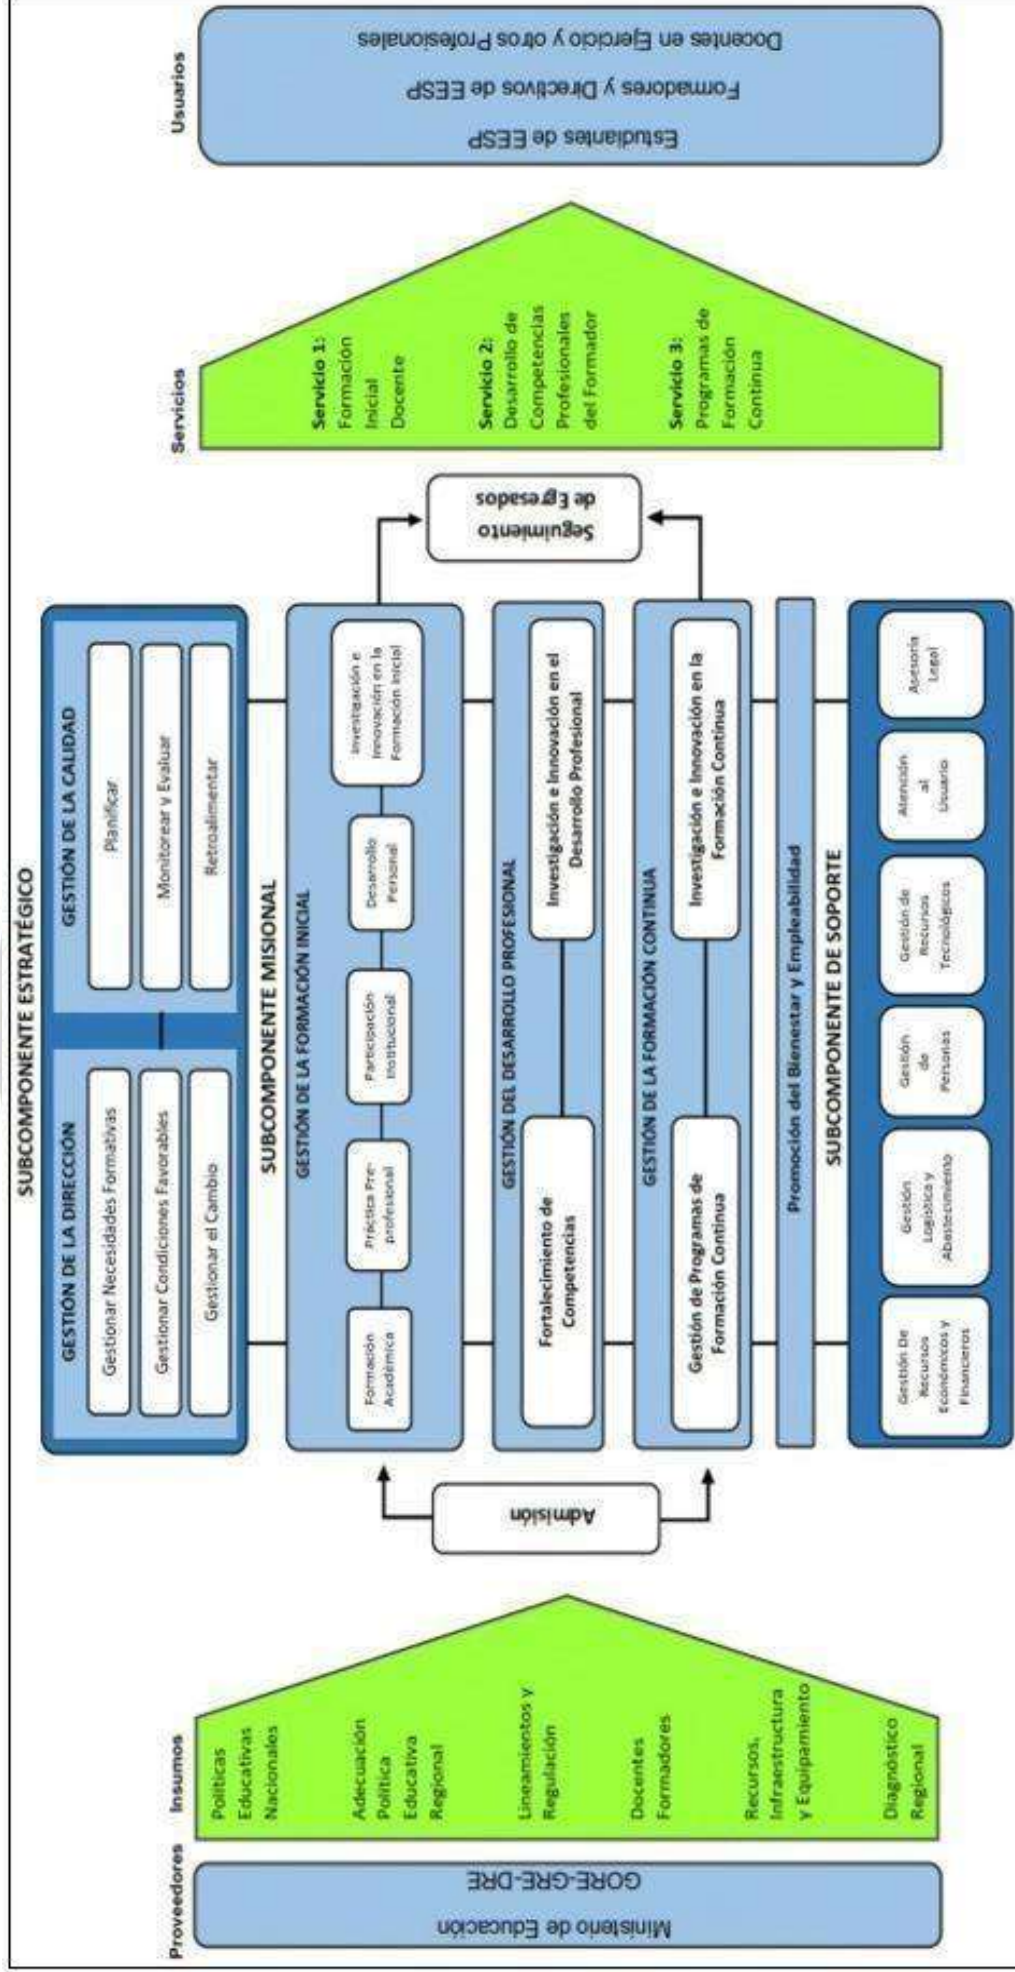 SUBCOMPONENTE ESTRATÉGICO
Proveedores
Ministerio de Educación
GORE-GRE-DRE
Insumos
Políticas
Educativas
Nacionales
Adecuación
Política
Educativa
Regional
Lineamientos y
Regulación
Docentes
Formadores
Recursos,
Infraestructura
y Equipamiento
Diagnóstico
Regional
Admisión
GESTIÓN DE LA DIRECCIÓN
Gestionar Necesidades Formativas
Gestionar Condiciones Favorables
Gestionar el Cambio
GESTIÓN DE LA CALIDAD
Planificar
Monitorear y Evaluar
Retroalimentar
SUBCOMPONENTE MISIONAL
GESTIÓN DE LA FORMACIÓN INICIAL
Formación
Académica
Práctica Pre-
profesional
Participación
Institucional
Desarrollo
Personal
Investigación e
Innovación en la
Formación Inicial
GESTIÓN DEL DESARROLLO PROFESIONAL
Fortalecimiento de
Competencias
Investigación e Innovación en el
Desarrollo Profesional
GESTIÓN DE LA FORMACIÓN CONTINUA
Gestión de Programas de
Formación Continua
Investigación e Innovación en la
Formación Continua
Promoción del Bienestar y Empleabilidad
SUBCOMPONENTE DE SOPORTE
Gestión De
Recursos
Económicos y
Financieros
Gestión
Logística y
Abastecimiento
Gestión
de
Personas
Gestión de
Recursos
Tecnológicos
Atención
al
Usuario
Asesoría
Legal
Seguimiento
de Egresados
Servicios
Servicio 1:
Formación
Inicial
Docente
Servicio 2:
Desarrollo de
Competencias
Profesionales
del Formador
Servicio 3:
Programas de
Formación
Continua
Usuarios
Estudiantes de EESP
Formadores y Directivos de EESP
Docentes en Ejercicio y otros Profesionales